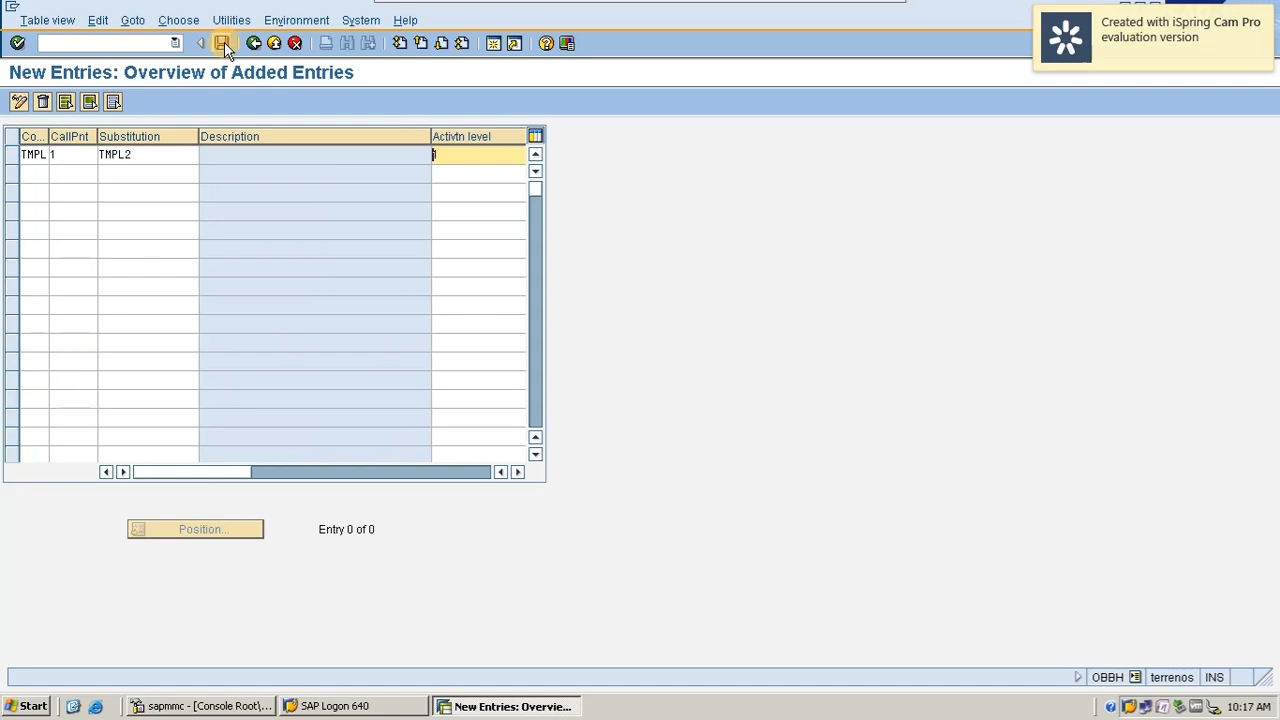 Table view Edit Goto Choose Utilities Environment System Help
Created with iSpring Cam Pro
evaluation version
New Entries: Overview of Added Entries
Co... CallPnt Substitution Description Activtn level
TMPL 1 TMPL2 1
Position... Entry 0 of 0
OBBH terrenos INS
Start sapmmc - [Console Root\... SAP Logon 640 New Entries: Overvie... 10:17 AM